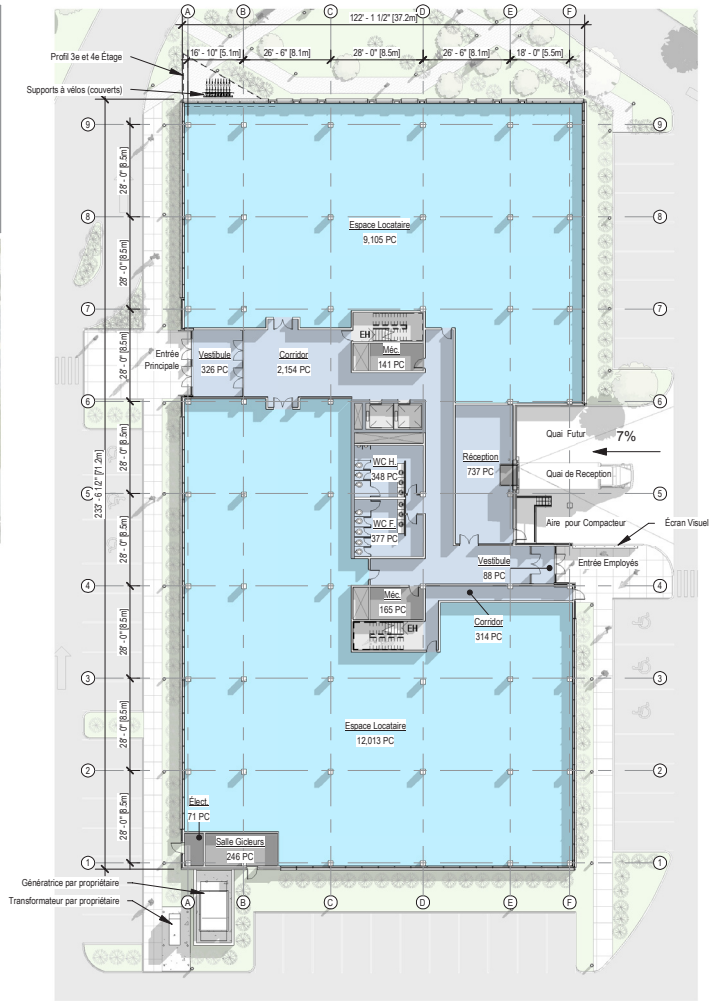 A B C D E F
122' - 1 1/2" [37.2m]
16' - 10" [5.1m] 26' - 6" [8.1m] 28' - 0" [8.5m] 26' - 6" [8.1m] 18' - 0" [5.5m]
Profil 3e et 4e Étage
Supports à vélos (couverts)
9 9
28' - 0" [8.5m]
8 8
Espace Locataire
9,105 PC
28' - 0" [8.5m]
7 7
EH
Entrée
Principale
Vestibule
326 PC
Corridor
2,154 PC
Méc.
141 PC
28' - 0" [8.5m]
6 6
Quai Futur 7%
Réception
737 PC
WC H.
348 PC
Quai de Reception
28' - 0" [8.5m]
233' - 6 1/2" [71.2m]
5 5
WC F.
377 PC
Aire pour Compacteur
Écran Visuel
28' - 0" [8.5m]
Vestibule
88 PC
Entrée Employés
4 4
Méc.
165 PC
Corridor
314 PC
EH
28' - 0" [8.5m]
3 3
Espace Locataire
12,013 PC
28' - 0" [8.5m]
2 2
28' - 0" [8.5m]
Élect.
71 PC
Salle Gicleurs
246 PC
1 1
Génératrice par propriétaire
Transformateur par propriétaire
A B C D E F